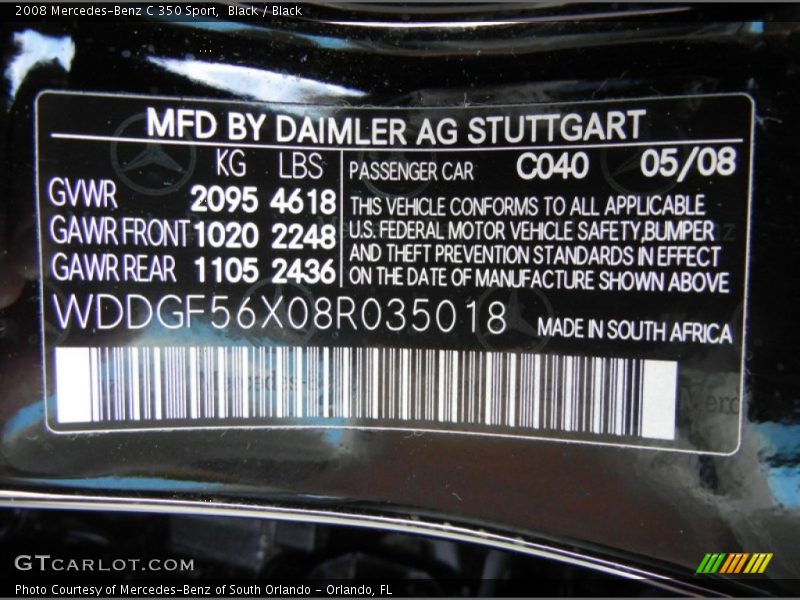 2008 Mercedes-Benz C 350 Sport,  Black / Black
MFD BY DAIMLER AG STUTTGART
KG LBS PASSENGER CAR C040 05/08
GVWR 2095 4618
GAWR FRONT 1020 2248
GAWR REAR 1105 2436
THIS VEHICLE CONFORMS TO ALL APPLICABLE
U.S. FEDERAL MOTOR VEHICLE SAFETY, BUMPER
AND THEFT PREVENTION STANDARDS IN EFFECT
ON THE DATE OF MANUFACTURE SHOWN ABOVE
WDDGF56X08R035018 MADE IN SOUTH AFRICA
GTCARLOT.COM
Photo Courtesy of Mercedes-Benz of South Orlando - Orlando, FL